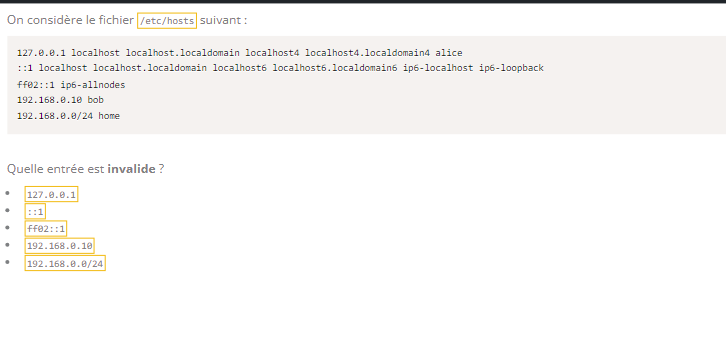 On considère le fichier /etc/hosts suivant :
127.0.0.1 localhost localhost.localdomain localhost4 localhost4.localdomain4 alice
::1 localhost localhost.localdomain localhost6 localhost6.localdomain6 ip6-localhost ip6-loopback
ff02::1 ip6-allnodes
192.168.0.10 bob
192.168.0.0/24 home
Quelle entrée est invalide ?
• 127.0.0.1
• ::1
• ff02::1
• 192.168.0.10
• 192.168.0.0/24